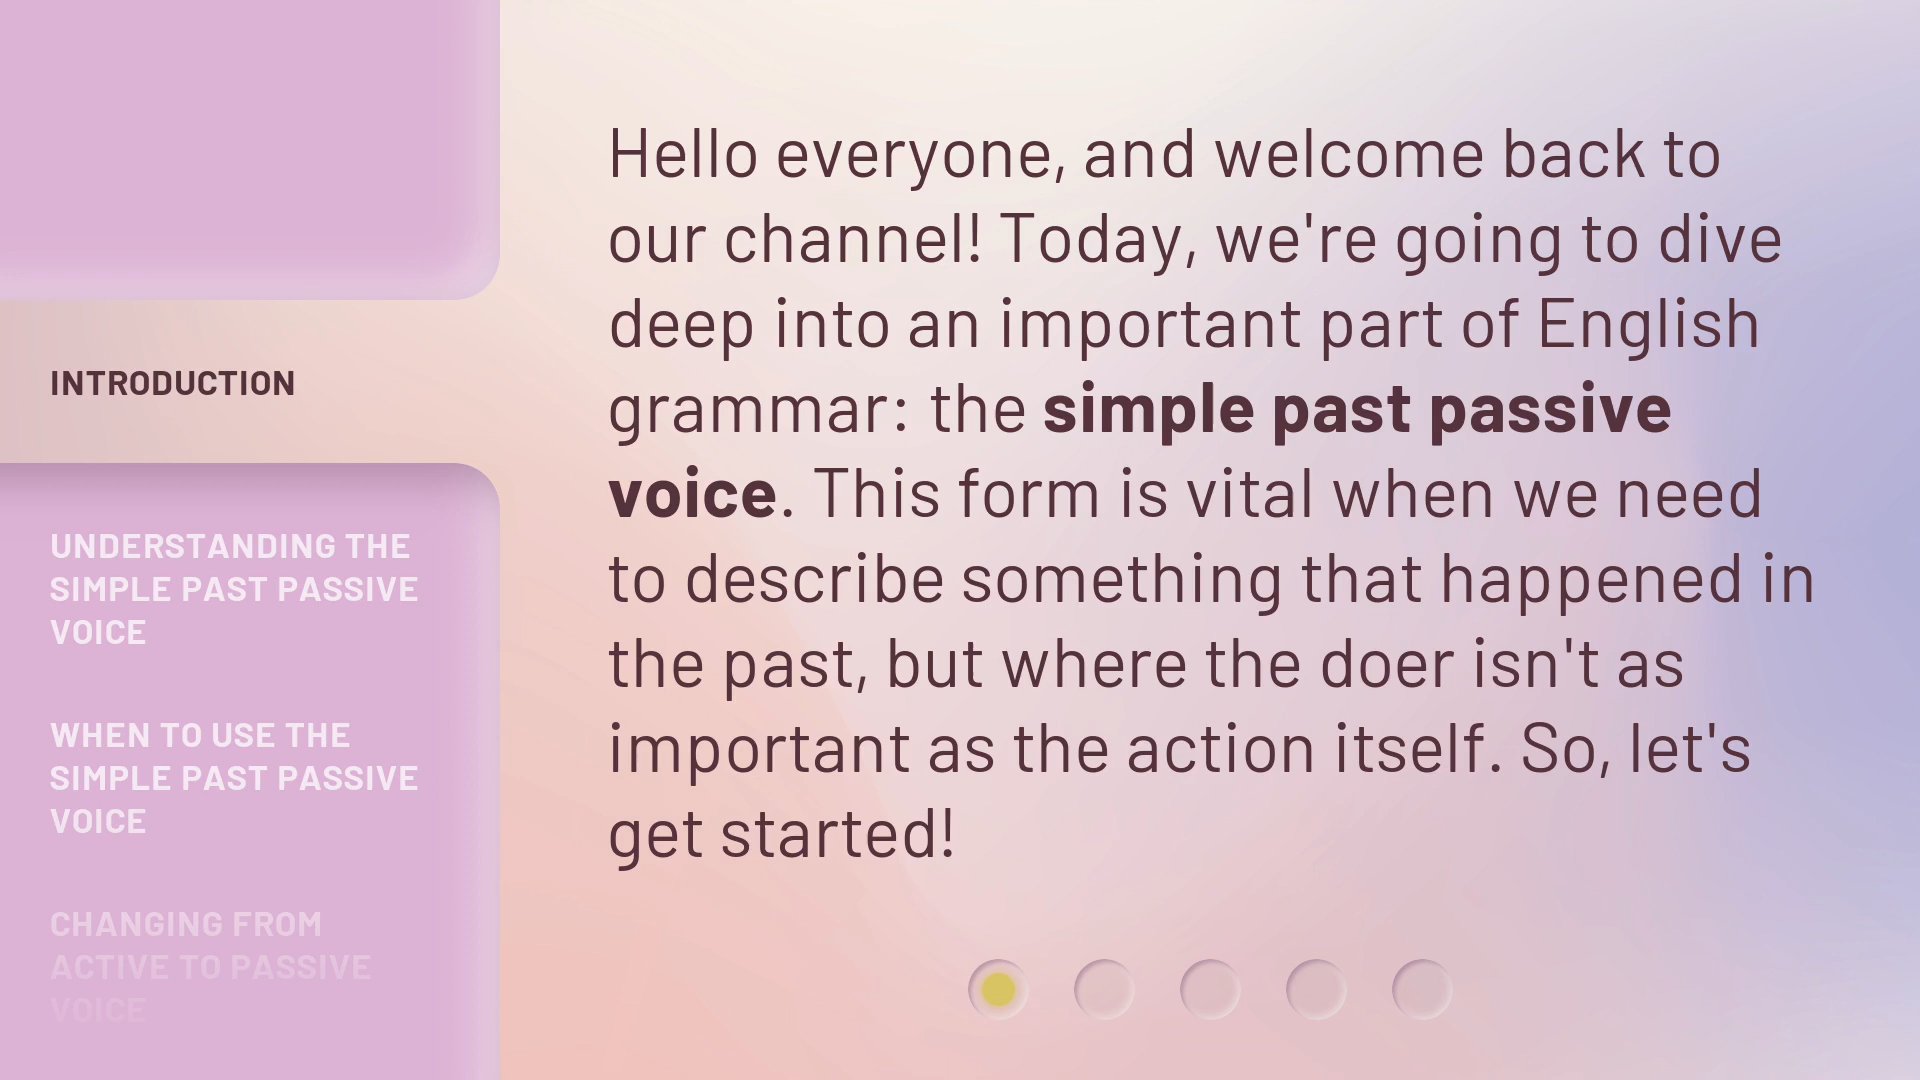 INTRODUCTION
UNDERSTANDING THE
SIMPLE PAST PASSIVE
VOICE
WHEN TO USE THE
SIMPLE PAST PASSIVE
VOICE
CHANGING FROM
ACTIVE TO PASSIVE
VOICE
Hello everyone, and welcome back to
our channel! Today, we're going to dive
deep into an important part of English
grammar: the simple past passive
voice. This form is vital when we need
to describe something that happened in
the past, but where the doer isn't as
important as the action itself. So, let's
get started!